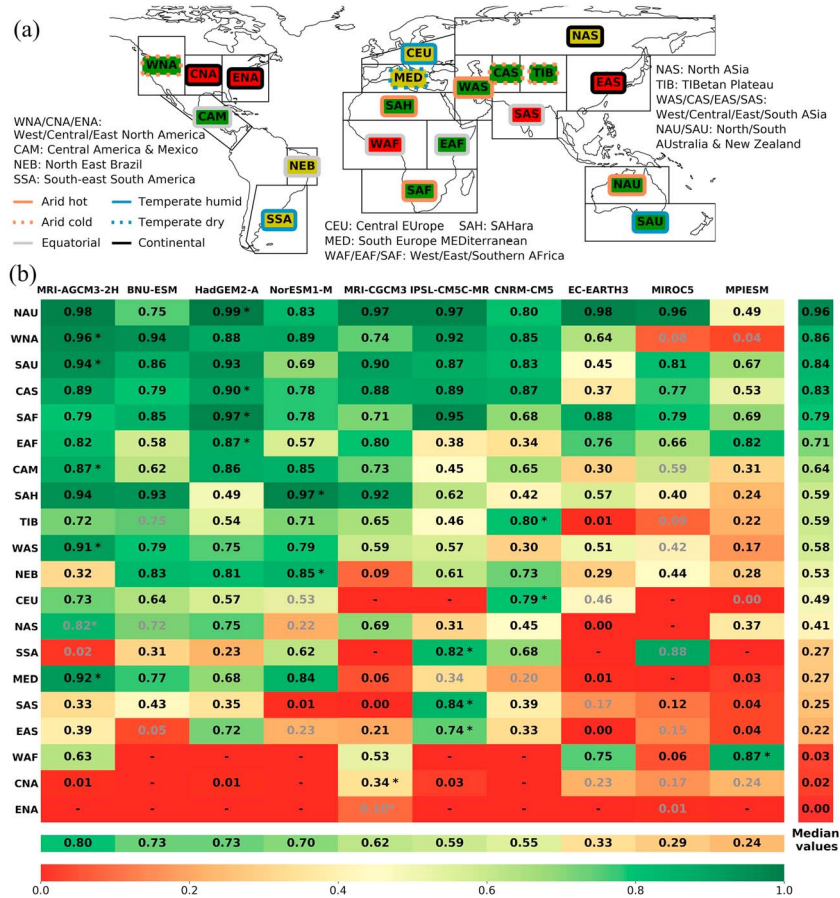 (a)
NAS
WNA
CNA
ENA
CEU
MED
CAS
TIB
WAS
EAS
SAH
CAM
SAS
WAF
EAF
NEB
SAF
NAU
SSA
SAU
NAS: North ASia
TIB: TIBetan Plateau
WAS/CAS/EAS/SAS:
West/Central/East/South ASia
NAU/SAU: North/South
AUstralia & New Zealand
WNA/CNA/ENA:
West/Central/East North America
CAM: Central America & Mexico
NEB: North East Brazil
SSA: South-east South America
Arid hot Temperate humid
Arid cold Temperate dry
Equatorial Continental
CEU: Central EUrope SAH: SAHara
MED: South Europe MEDiterranean
WAF/EAF/SAF: West/East/Southern AFrica
(b)
MRI-AGCM3-2H BNU-ESM HadGEM2-A NorESM1-M MRI-CGCM3 IPSL-CM5C-MR CNRM-CM5 EC-EARTH3 MIROC5 MPIESM
NAU 0.98 0.75 0.99* 0.83 0.97 0.97 0.80 0.98 0.96 0.49 0.96
WNA 0.96* 0.94 0.88 0.89 0.74 0.92 0.85 0.64 0.08 0.04 0.86
SAU 0.94* 0.86 0.93 0.69 0.90 0.87 0.83 0.45 0.81 0.67 0.84
CAS 0.89 0.79 0.90* 0.78 0.88 0.89 0.87 0.37 0.77 0.53 0.83
SAF 0.79 0.85 0.97* 0.78 0.71 0.95 0.68 0.88 0.79 0.69 0.79
EAF 0.82 0.58 0.87* 0.57 0.80 0.38 0.34 0.76 0.66 0.82 0.71
CAM 0.87* 0.62 0.86 0.85 0.73 0.45 0.65 0.30 0.59 0.31 0.64
SAH 0.94 0.93 0.49 0.97* 0.92 0.62 0.42 0.57 0.40 0.24 0.59
TIB 0.72 0.75 0.54 0.71 0.65 0.46 0.80* 0.01 0.09 0.22 0.59
WAS 0.91* 0.79 0.75 0.79 0.59 0.57 0.30 0.51 0.42 0.17 0.58
NEB 0.32 0.83 0.81 0.85* 0.09 0.61 0.73 0.29 0.44 0.28 0.53
CEU 0.73 0.64 0.57 0.53 - - 0.79* 0.46 - 0.00 0.49
NAS 0.82* 0.72 0.75 0.22 0.69 0.31 0.45 0.00 - 0.37 0.41
SSA 0.02 0.31 0.23 0.62 - 0.82* 0.68 - 0.88 - 0.27
MED 0.92* 0.77 0.68 0.84 0.06 0.34 0.20 0.01 - 0.03 0.27
SAS 0.33 0.43 0.35 0.01 0.00 0.84* 0.39 0.17 0.12 0.04 0.25
EAS 0.39 0.05 0.72 0.23 0.21 0.74* 0.33 0.00 0.15 0.04 0.22
WAF 0.63 - - - 0.53 - - 0.75 0.06 0.87* 0.03
CNA 0.01 - 0.01 - 0.34* 0.03 - 0.23 0.17 0.24 0.02
ENA - - - - 0.10* - - - 0.01 - 0.00
0.80 0.73 0.73 0.70 0.62 0.59 0.55 0.33 0.29 0.24
Median
values
0.0 0.2 0.4 0.6 0.8 1.0